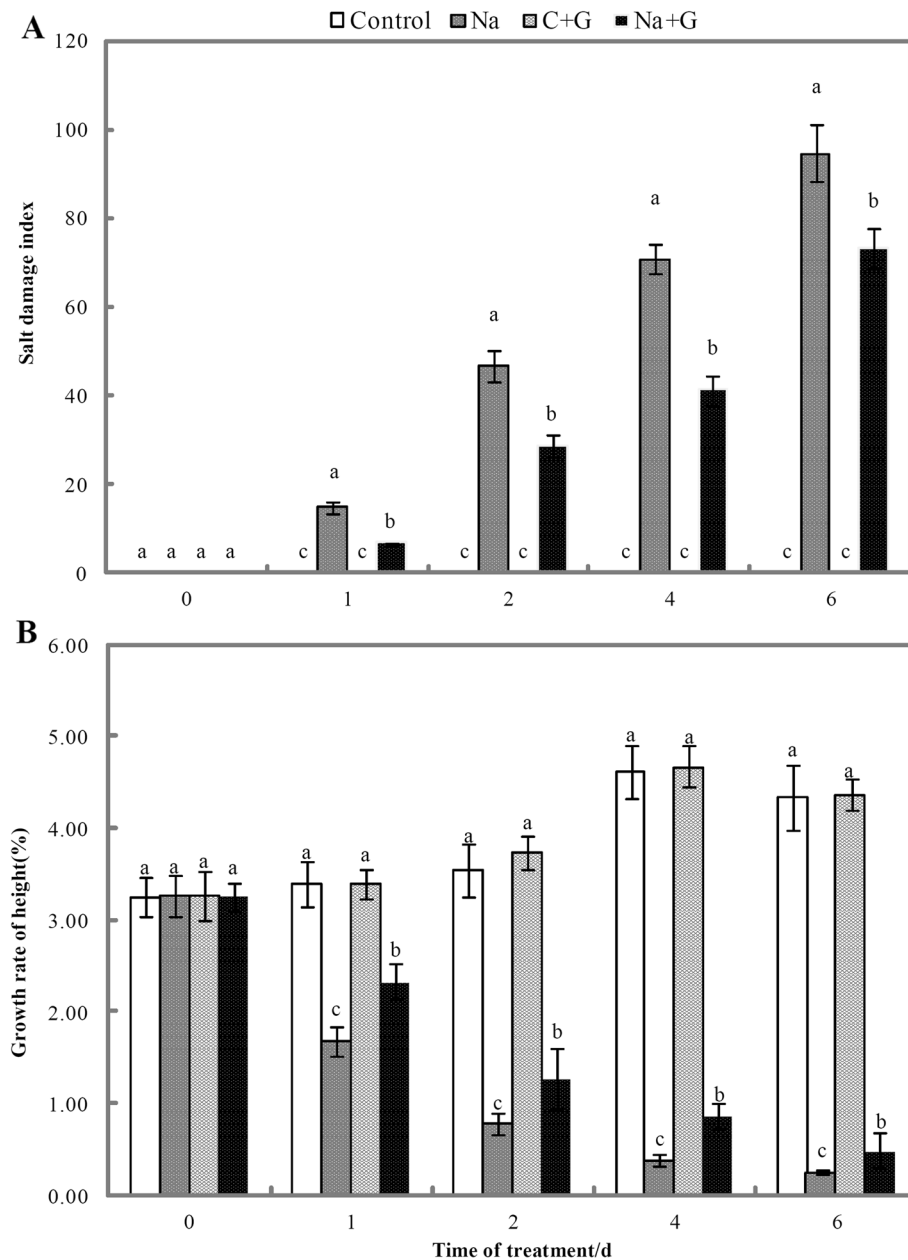 A
Control Na C+G Na+G
120
100
80
60
40
20
0
Salt damage index
a
a
a
b
a
b
a
b
b
a a a a c c c c c c c c
0 1 2 4 6
B
6.00
5.00
4.00
3.00
2.00
1.00
0.00
Growth rate of height(%)
a a a a
a c a b
a c a b
a c a b
a c a b
0 1 2 4 6
Time of treatment/d